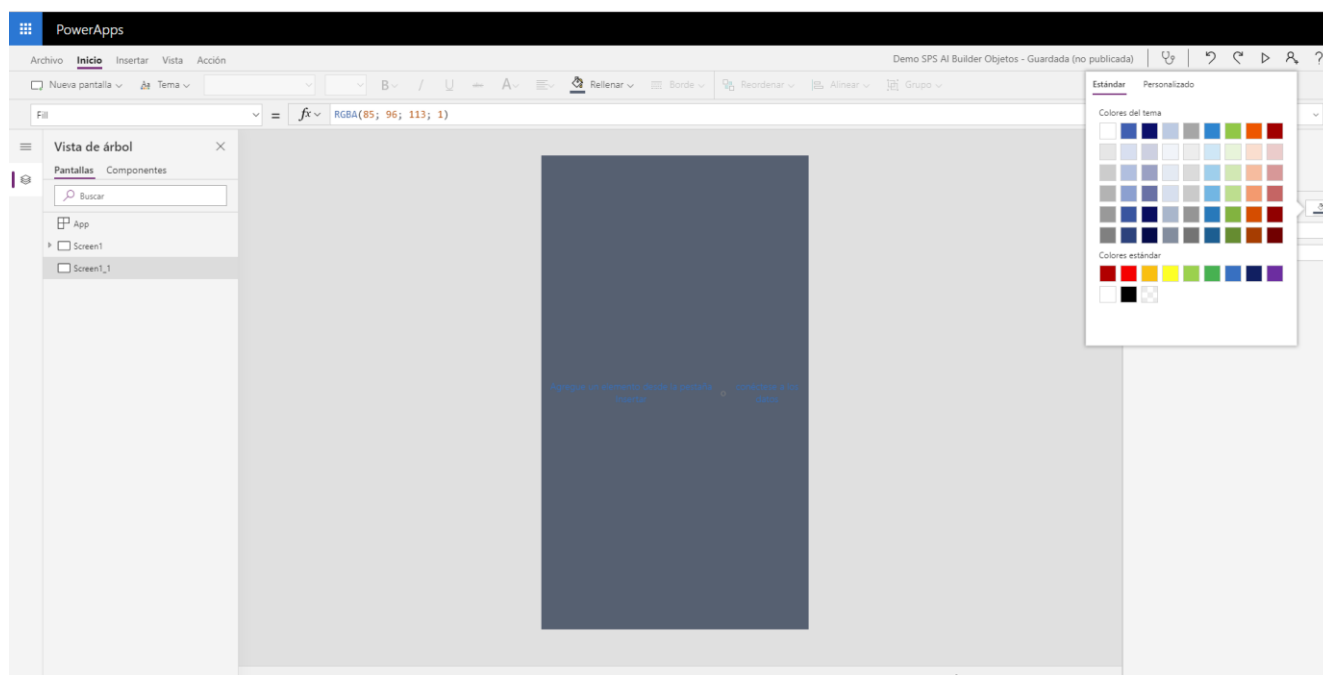 PowerApps
Archivo Inicio Insertar Vista Acción
Demo SPS AI Builder Objetos - Guardada (no publicada)
Nueva pantalla Tema B / U A Rellenar Borde Reordenar Alinear Grupo
Fill = fx RGBA(85; 96; 113; 1)
Estándar Personalizado
Colores del tema
Colores estándar
Vista de árbol
Pantallas Componentes
Buscar
App
Screen1
Screen1_1